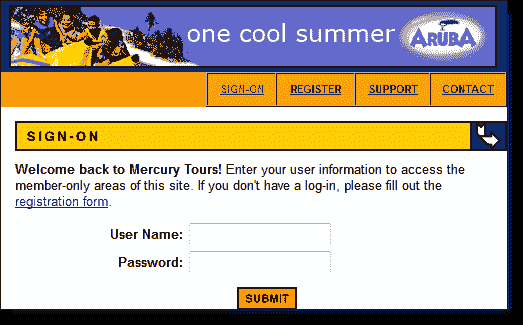 one cool summer ARUBA
SIGN-ON REGISTER SUPPORT CONTACT
SIGN-ON
Welcome back to Mercury Tours! Enter your user information to access the
member-only areas of this site. If you don't have a log-in, please fill out the
registration form.
User Name:
Password:
SUBMIT